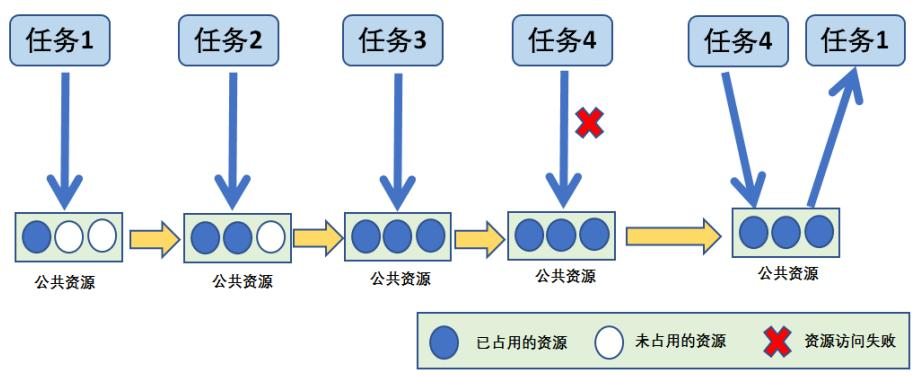 任务1
任务2
任务3
任务4
任务4
任务1
公共资源
公共资源
公共资源
公共资源
公共资源
已占用的资源
未占用的资源
资源访问失败